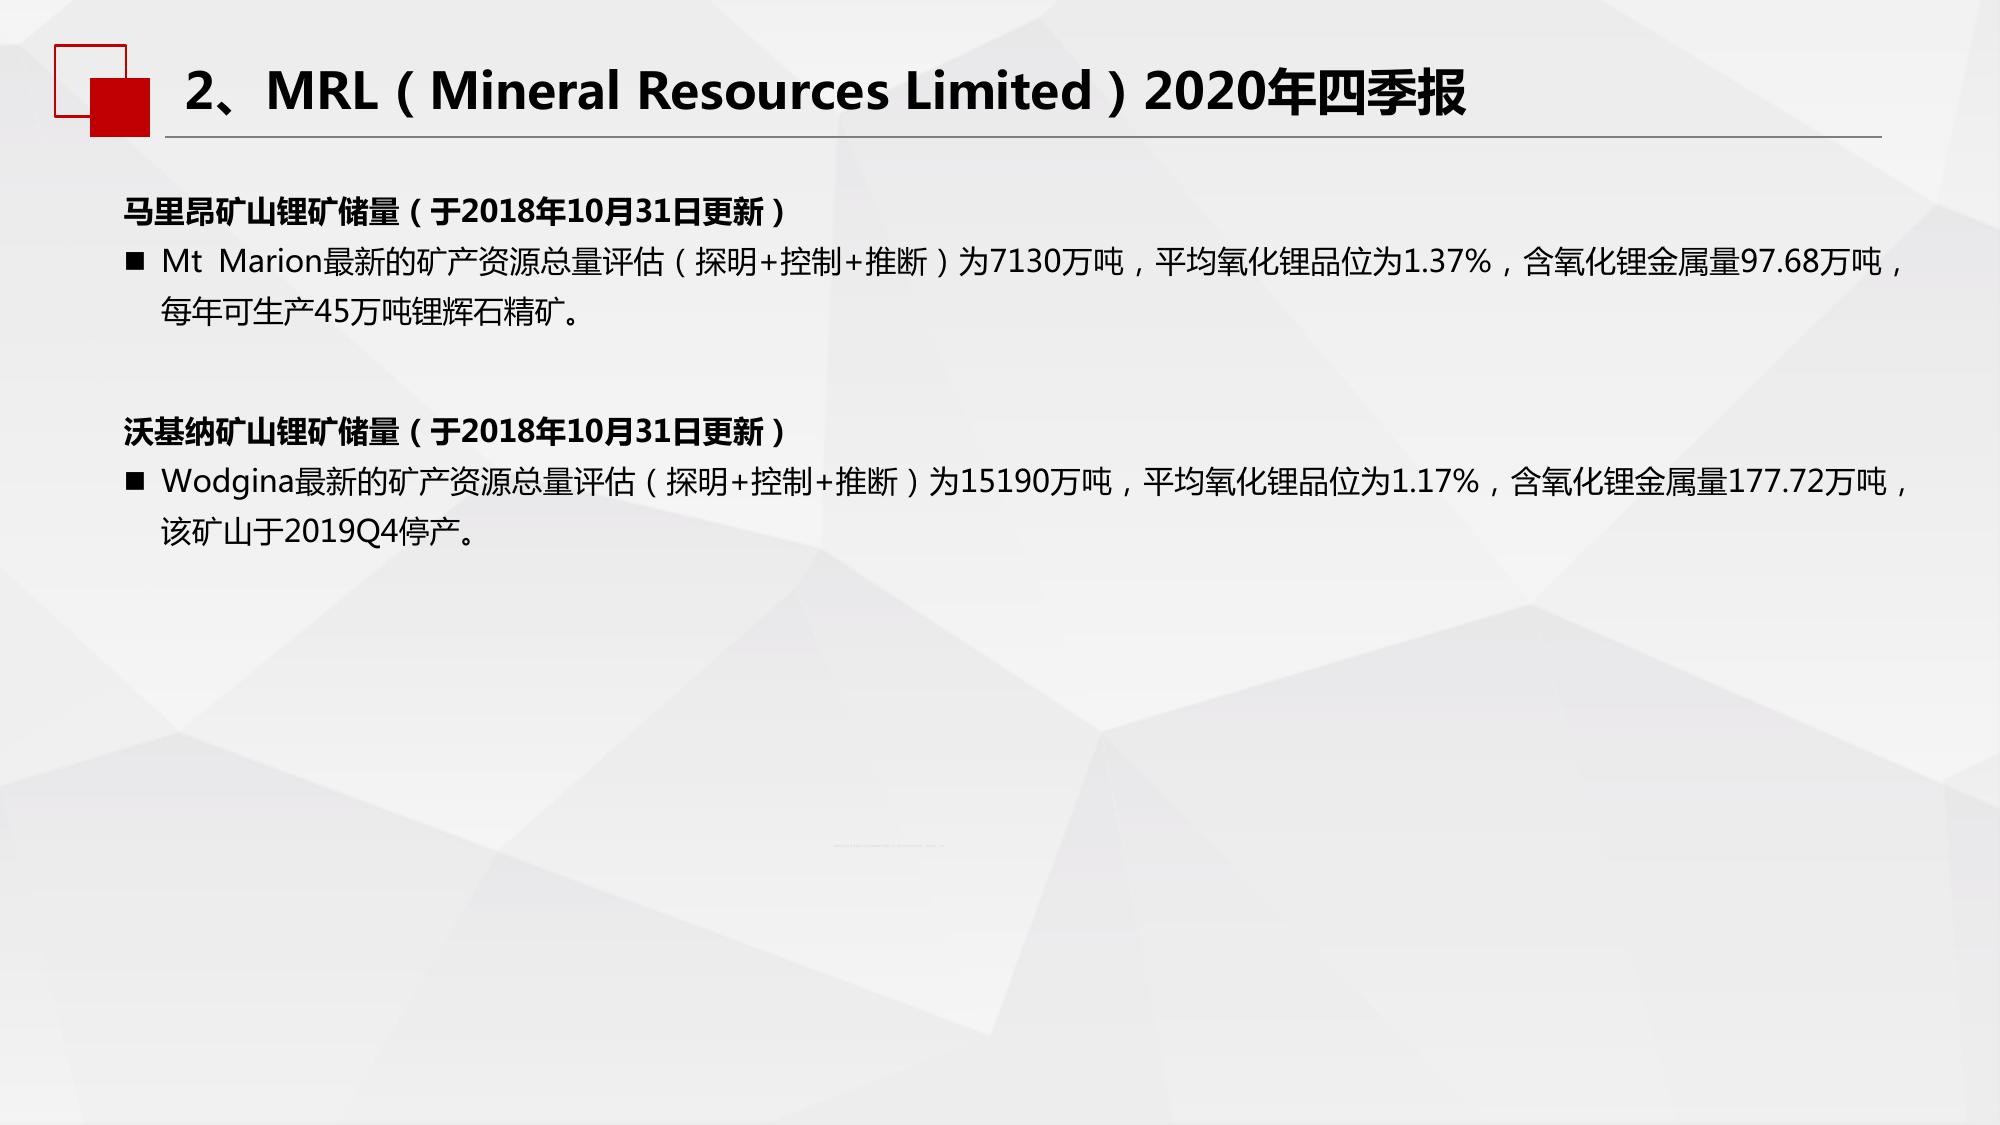 2、MRL（Mineral Resources Limited）2020年四季报
马里昂矿山锂矿储量（于2018年10月31日更新）
■ Mt Marion最新的矿产资源总量评估（探明+控制+推断）为7130万吨，平均氧化锂品位为1.37%，含氧化锂金属量97.68万吨，
每年可生产45万吨锂辉石精矿。
沃基纳矿山锂矿储量（于2018年10月31日更新）
■ Wodgina最新的矿产资源总量评估（探明+控制+推断）为15190万吨，平均氧化锂品位为1.17%，含氧化锂金属量177.72万吨，
该矿山于2019Q4停产。